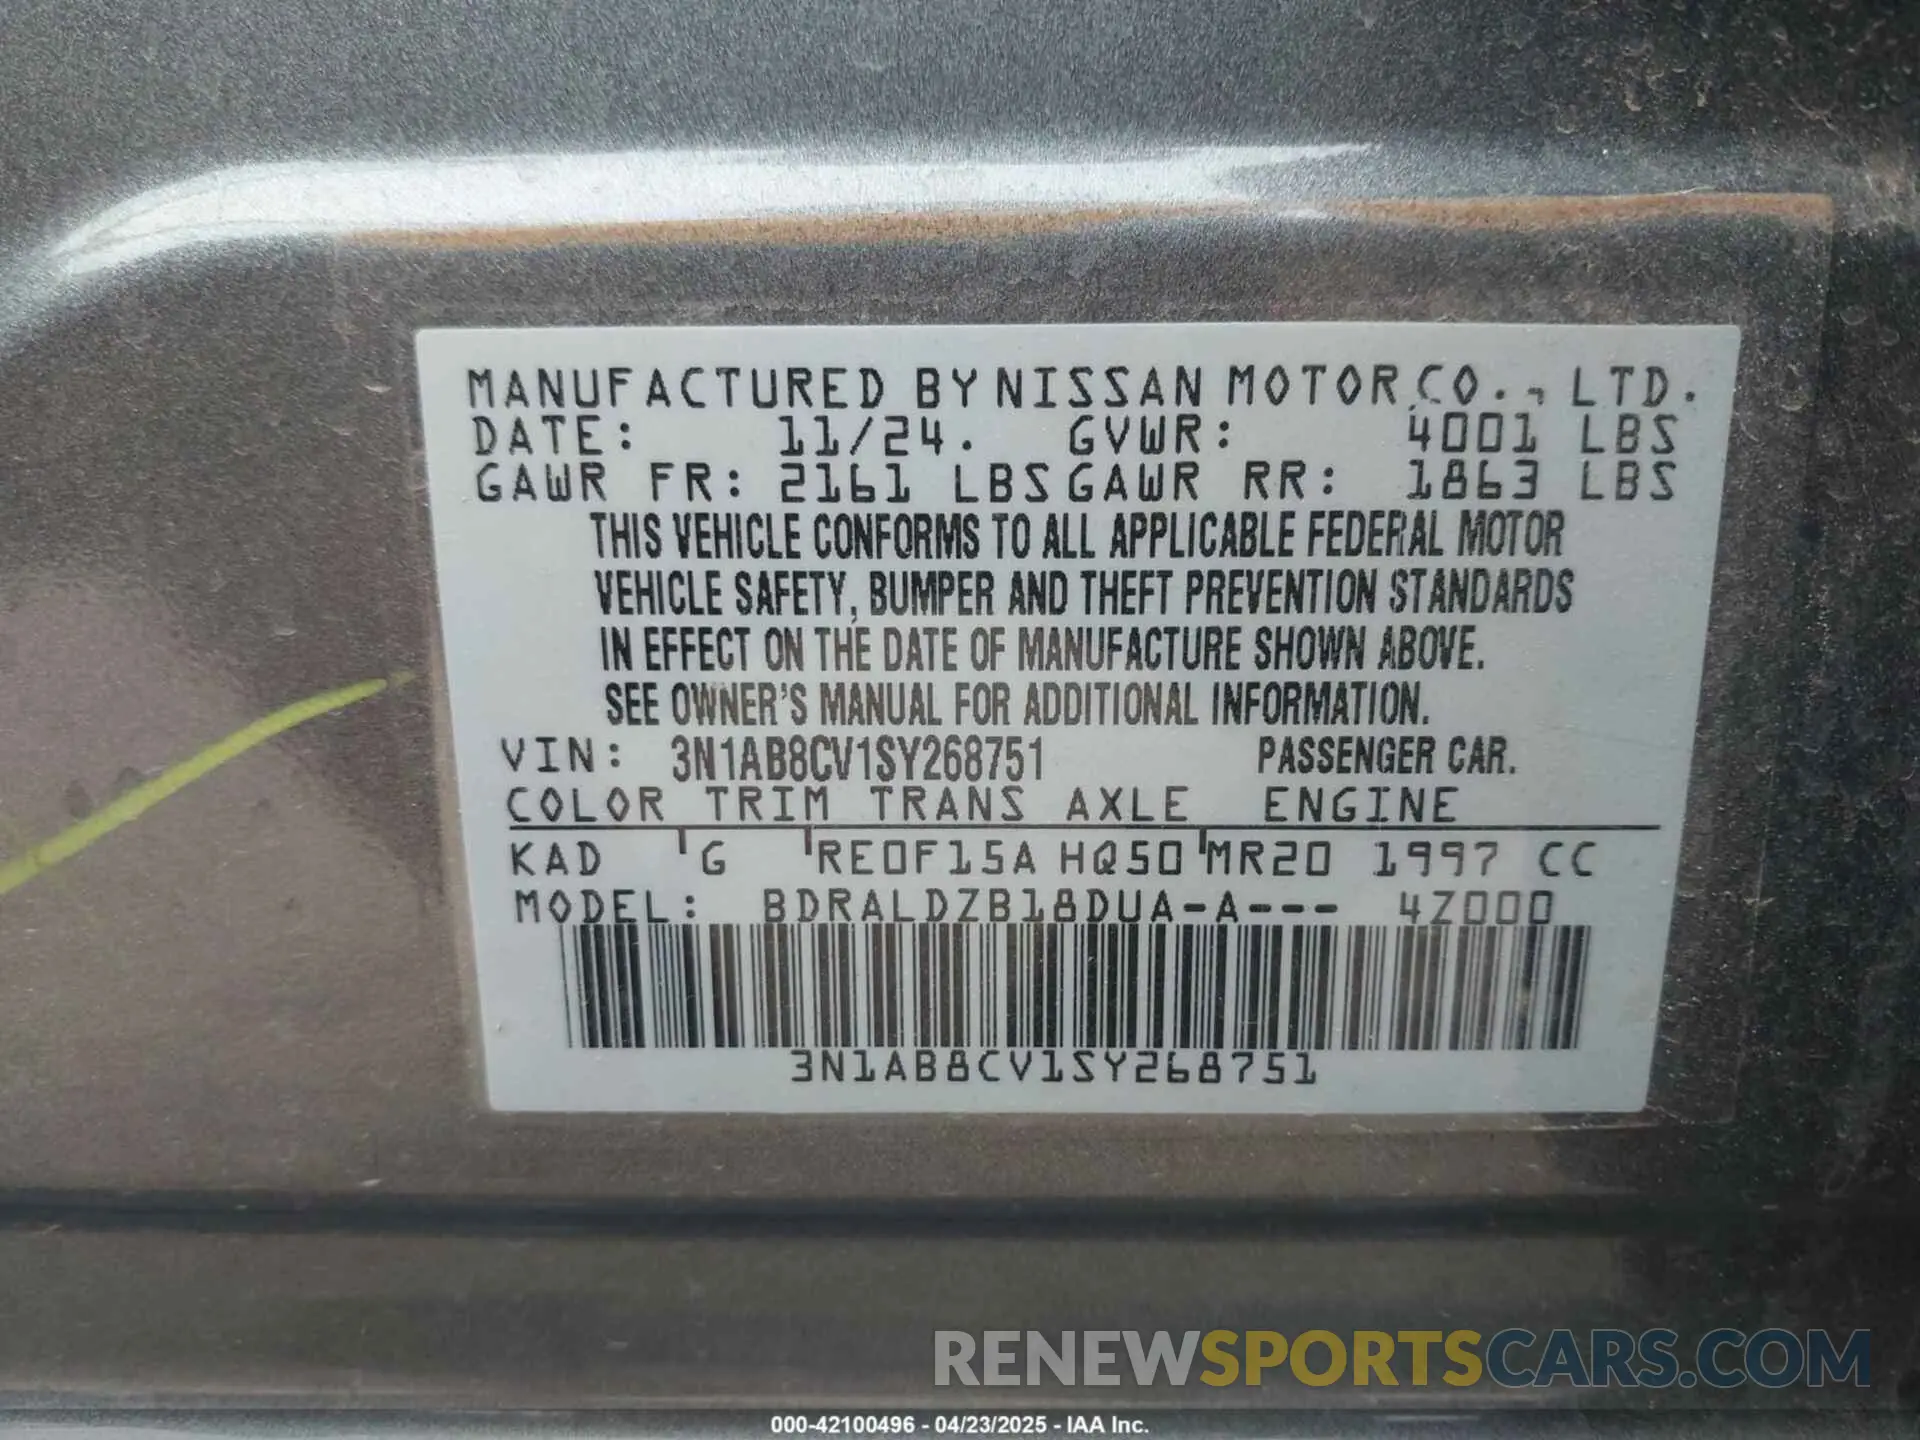 MANUFACTURED BY NISSAN MOTOR CO., LTD.
DATE: 11/24. GVWR: 4001 LBS
GAWR FR: 2161 LBS GAWR RR: 1863 LBS
THIS VEHICLE CONFORMS TO ALL APPLICABLE FEDERAL MOTOR
VEHICLE SAFETY, BUMPER AND THEFT PREVENTION STANDARDS
IN EFFECT ON THE DATE OF MANUFACTURE SHOWN ABOVE.
SEE OWNER'S MANUAL FOR ADDITIONAL INFORMATION.
VIN: 3N1AB8CV1SY268751 PASSENGER CAR.
COLOR TRIM TRANS AXLE ENGINE
KAD G RE0F15A HQ50 MR20 1997 CC
MODEL: BDRALDZB18DUA-A--- 4Z000
3N1AB8CV1SY268751
RENEWSPORTSCARS.COM
000-42100496 - 04/23/2025 - IAA Inc.